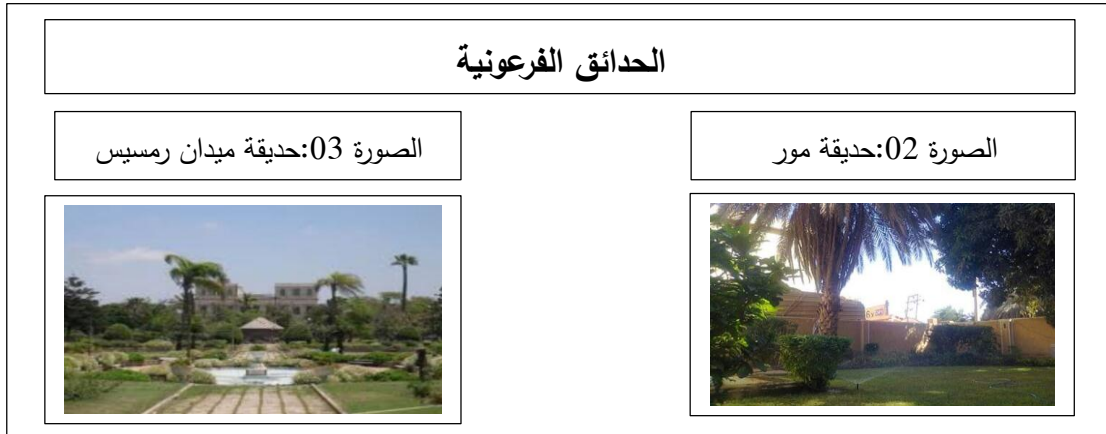 الحدائق الفرعونية
الصورة 02:حديقة مور
الصورة 03:حديقة ميدان رمسيس